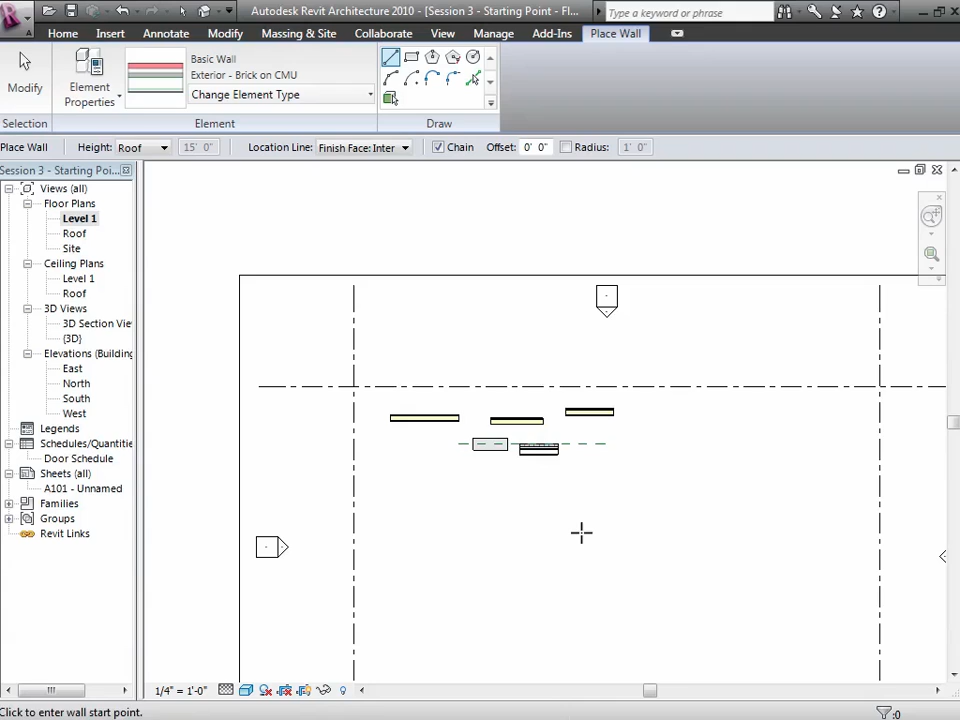 Autodesk Revit Architecture 2010 - [Session 3 - Starting Point - Fl...
Type a keyword or phrase
Home Insert Annotate Modify Massing & Site Collaborate View Manage Add-Ins Place Wall
Modify
Element
Properties
Basic Wall
Exterior - Brick on CMU
Change Element Type
Selection Element Draw
Place Wall Height: Roof 15' 0" Location Line: Finish Face: Inter Chain Offset: 0' 0" Radius: 1' 0"
Session 3 - Starting Poi...
Views (all)
Floor Plans
Level 1
Roof
Site
Ceiling Plans
Level 1
Roof
3D Views
3D Section Vie
{3D}
Elevations (Building
East
North
South
West
Legends
Schedules/Quantitie
Door Schedule
Sheets (all)
A101 - Unnamed
Families
Groups
Revit Links
1/4" = 1'-0"
Click to enter wall start point.
:0